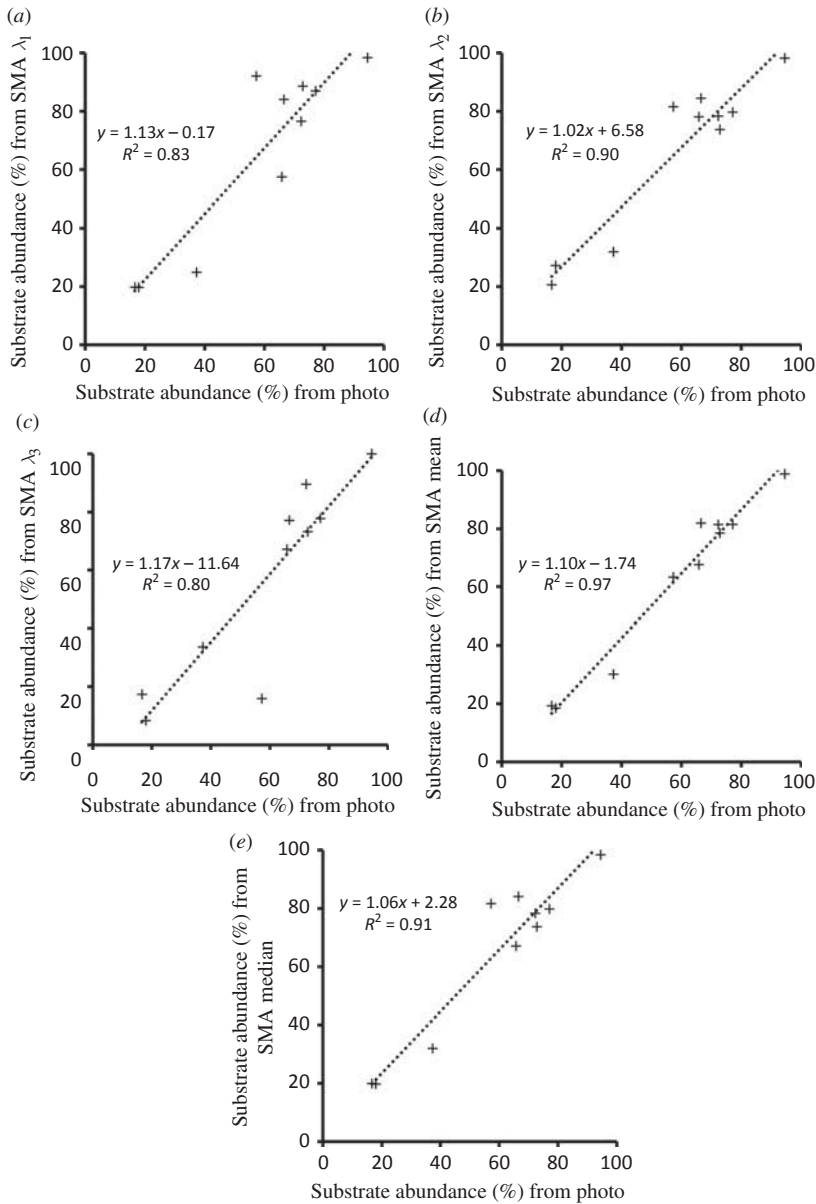 (a)
100
80
60
40
20
0
Substrate abundance (%) from SMA λ1
y = 1.13x – 0.17
R² = 0.83
0 20 40 60 80 100
Substrate abundance (%) from photo
(b)
100
80
60
40
20
0
Substrate abundance (%) from SMA λ2
y = 1.02x + 6.58
R² = 0.90
0 20 40 60 80 100
Substrate abundance (%) from photo
(c)
100
80
60
40
20
0
Substrate abundance (%) from SMA λ3
y = 1.17x – 11.64
R² = 0.80
0 20 40 60 80 100
Substrate abundance (%) from photo
(d)
100
80
60
40
20
0
Substrate abundance (%) from SMA mean
y = 1.10x – 1.74
R² = 0.97
0 20 40 60 80 100
Substrate abundance (%) from photo
(e)
100
80
60
40
20
0
Substrate abundance (%) from
SMA median
y = 1.06x + 2.28
R² = 0.91
0 20 40 60 80 100
Substrate abundance (%) from photo